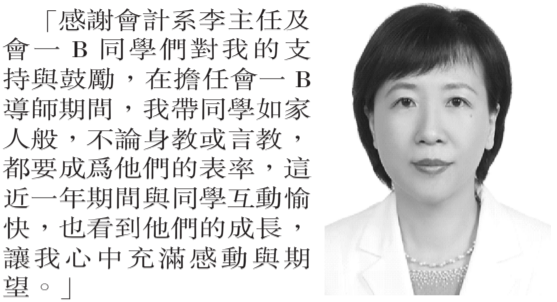 「感謝會計系李主任及
會一 B 同學們對我的支
持與鼓勵，在擔任會一 B
導師期間，我帶同學如家
人般，不論身教或言教，
都要成爲他們的表率，這
近一年期間與同學互動愉
快，也看到他們的成長，
讓我心中充滿感動與期
望。」